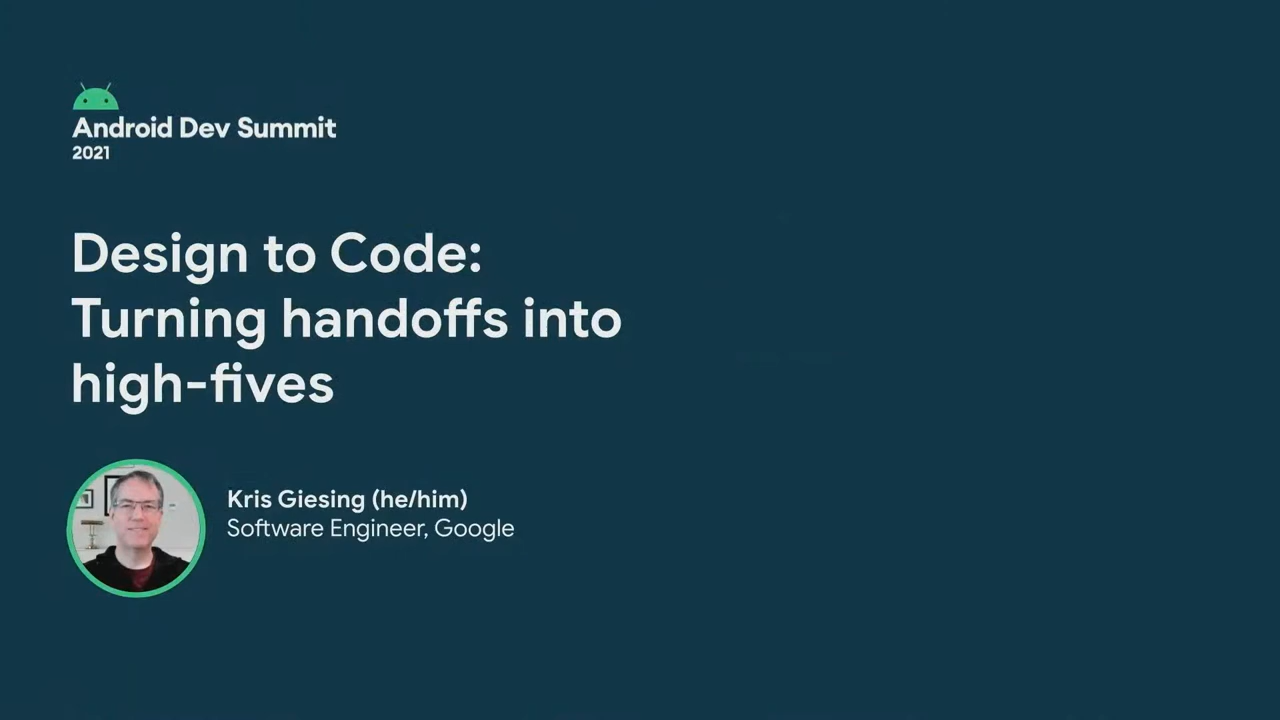 Android Dev Summit
2021
Design to Code:
Turning handoffs into
high-fives
Kris Giesing (he/him)
Software Engineer, Google